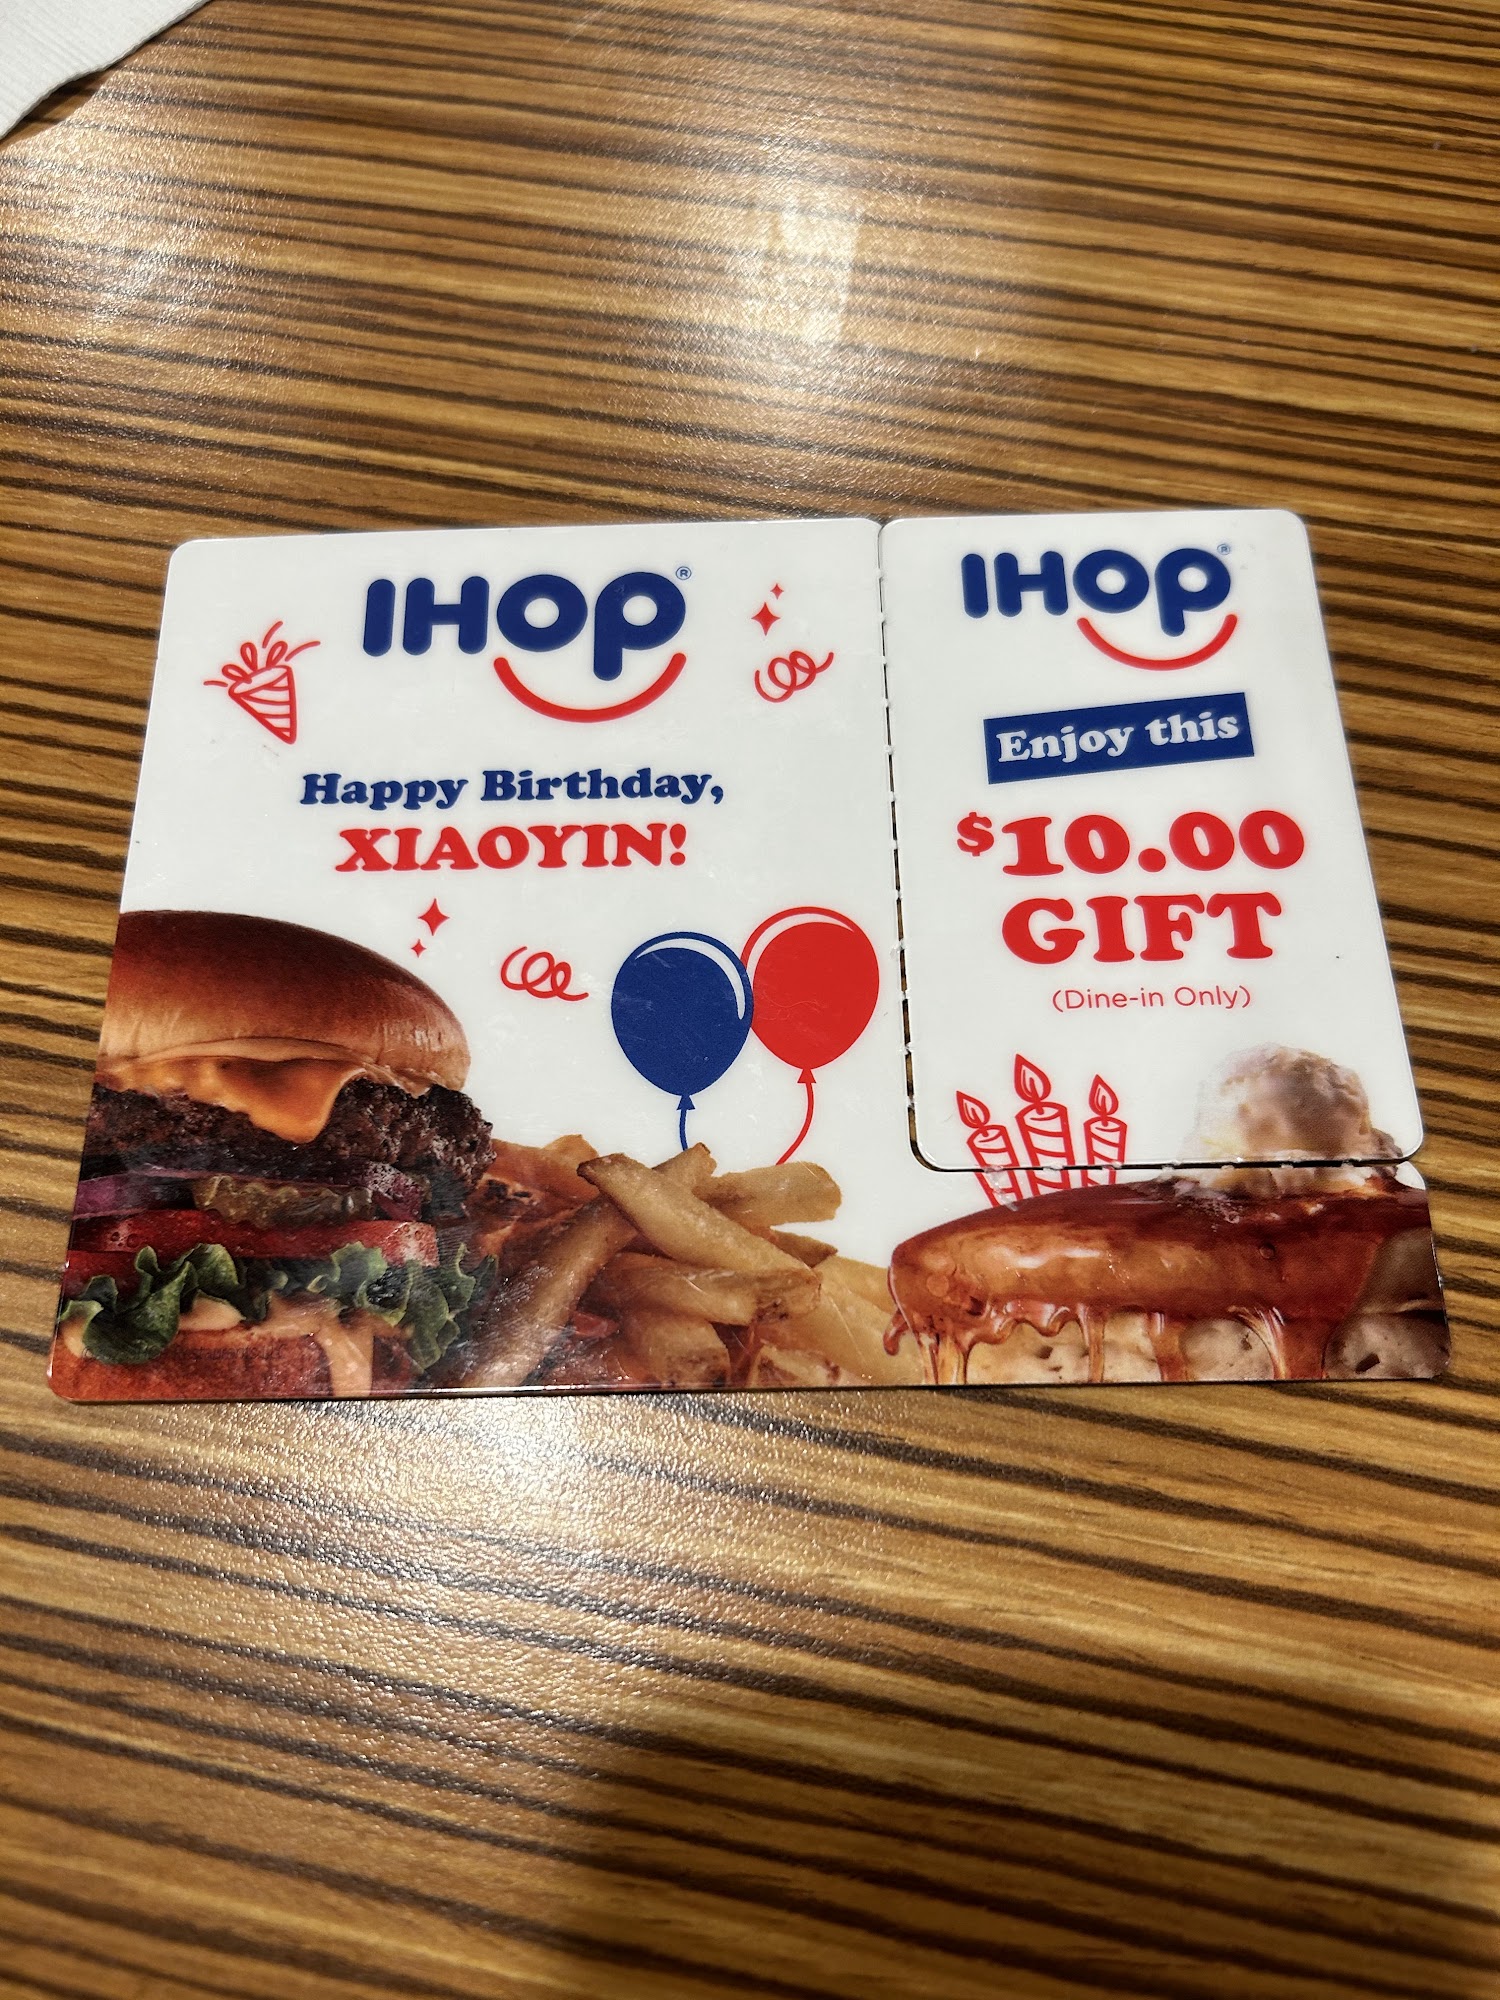 IHOP®
Happy Birthday,
XIAOYIN!
IHOP®
Enjoy this
$10.00
GIFT
(Dine-in Only)